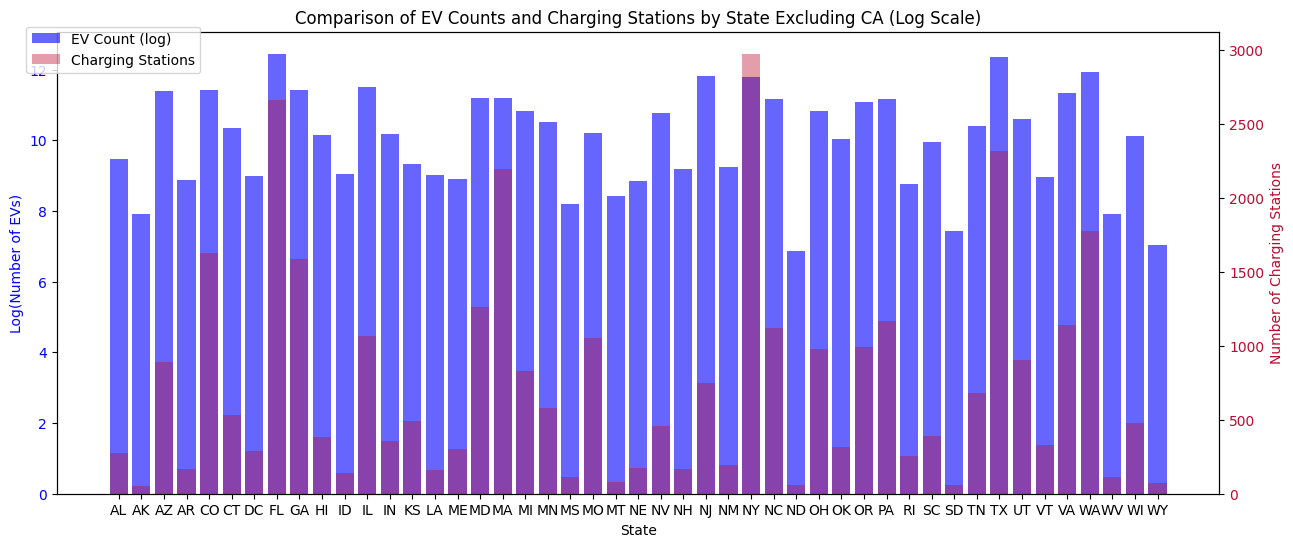 Comparison of EV Counts and Charging Stations by State Excluding CA (Log Scale)
EV Count (log)
Charging Stations
12
10
8
6
4
2
0
Log(Number of EVs)
3000
2500
2000
1500
1000
500
0
Number of Charging Stations
AL AK AZ AR CO CT DC FL GA HI ID IL IN KS LA ME MD MA MI MN MS MO MT NE NV NH NJ NM NY NC ND OH OK OR PA RI SC SD TN TX UT VT VA WA WV WI WY
State